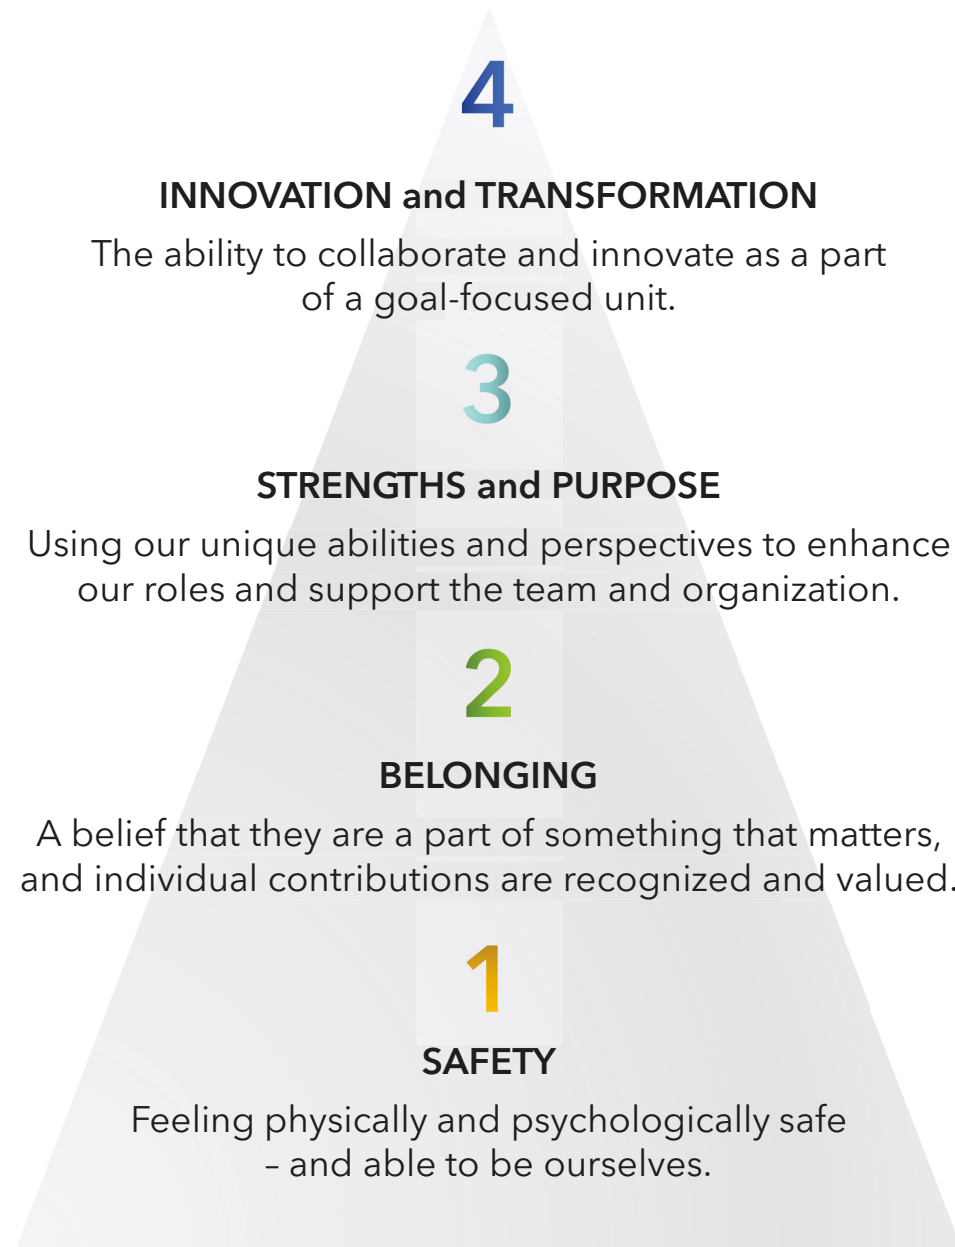 4
INNOVATION and TRANSFORMATION
The ability to collaborate and innovate as a part
of a goal-focused unit.
3
STRENGTHS and PURPOSE
Using our unique abilities and perspectives to enhance
our roles and support the team and organization.
2
BELONGING
A belief that they are a part of something that matters,
and individual contributions are recognized and valued.
1
SAFETY
Feeling physically and psychologically safe
– and able to be ourselves.